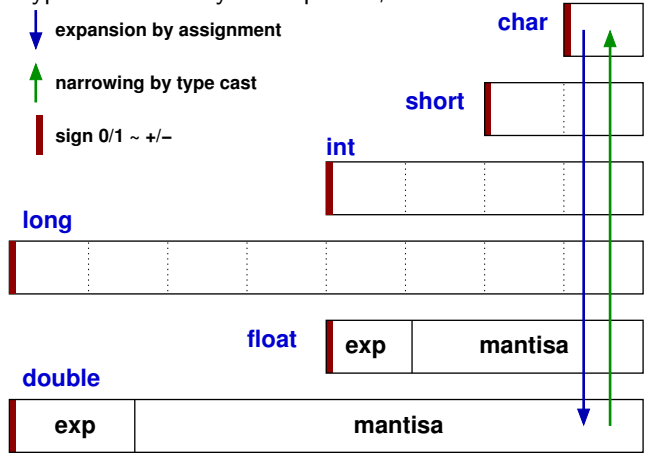 expansion by assignment
char
narrowing by type cast
short
sign 0/1 ~ +/−
int
long
float
exp
mantisa
double
exp
mantisa